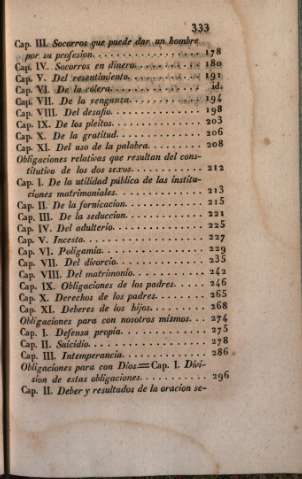 333
Cap. III. Socorros que puede dar un hombre
por su profesion. . . . . . . . . . . . . . 178
Cap. IV. Socorros en dinero. . . . . . . . . 180
Cap. V. Del resentimiento. . . . . . . . . . 191
Cap. VI. De la cólera. . . . . . . . . . . . id.
Cap. VII. De la venganza. . . . . . . . . . 194
Cap. VIII. Del desafio. . . . . . . . . . . 198
Cap. IX. De los pleitos. . . . . . . . . . . 203
Cap. X. De la gratitud. . . . . . . . . . . 206
Cap. XI. Del uso de la palabra. . . . . . . 208
Obligaciones relativas que resultan del cons-
titutivo de los dos sexos. . . . . . . . . . 212
Cap. I. De la utilidad pública de las institu-
ciones matrimoniales. . . . . . . . . . . . 213
Cap. II. De la fornicacion. . . . . . . . . 215
Cap. III. De la seduccion. . . . . . . . . . 221
Cap. IV. Del adulterio. . . . . . . . . . . 225
Cap. V. Incesto. . . . . . . . . . . . . . . 227
Cap. VI. Poligamia. . . . . . . . . . . . . 229
Cap. VII. Del divorcio. . . . . . . . . . . 235
Cap. VIII. Del matrimonio. . . . . . . . . . 242
Cap. IX. Obligaciones de los padres. . . . . 246
Cap. X. Derechos de los padres. . . . . . . 265
Cap. XI. Deberes de los hijos. . . . . . . . 268
Obligaciones para con nosotros mismos. . . . 274
Cap. I. Defensa propia. . . . . . . . . . . 275
Cap. II. Suicidio. . . . . . . . . . . . . . 278
Cap. III. Intemperancia. . . . . . . . . . . 286
Obligaciones para con Dios.=Cap. I. Divi-
sion de estas obligaciones. . . . . . . . . 296
Cap. II. Deber y resultados de la oracion se-